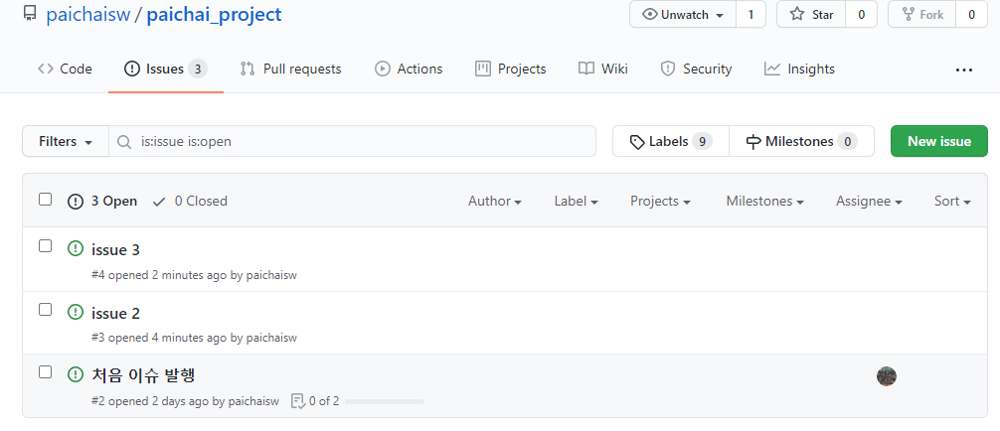 paichaisw / paichai_project
Unwatch 1 Star 0 Fork 0
Code Issues 3 Pull requests Actions Projects Wiki Security Insights ...
Filters is:issue is:open Labels 9 Milestones 0 New issue
3 Open 0 Closed Author Label Projects Milestones Assignee Sort
issue 3
#4 opened 2 minutes ago by paichaisw
issue 2
#3 opened 4 minutes ago by paichaisw
처음 이슈 발행
#2 opened 2 days ago by paichaisw 0 of 2